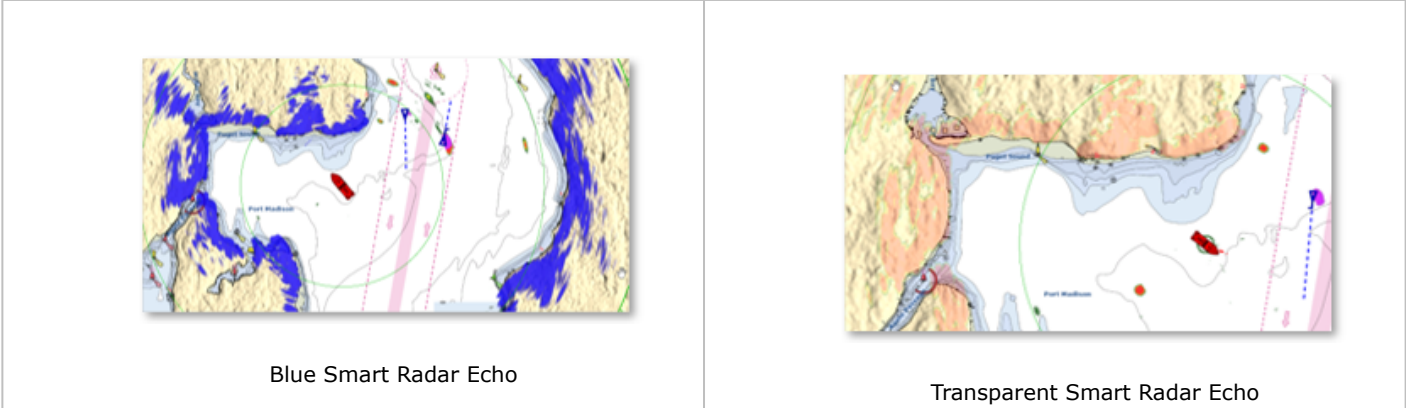 Puget Sound
Port Madison
Blue Smart Radar Echo
Puget Sound
Port Madison
Transparent Smart Radar Echo